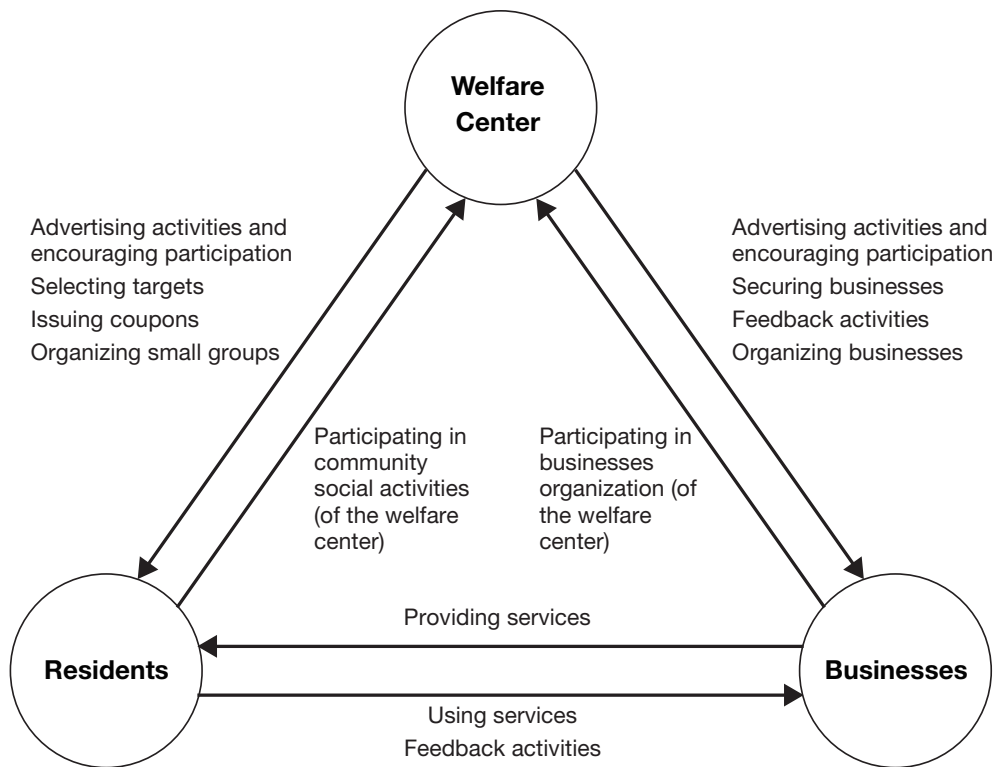 Welfare
Center
Advertising activities and
encouraging participation
Selecting targets
Issuing coupons
Organizing small groups
Advertising activities and
encouraging participation
Securing businesses
Feedback activities
Organizing businesses
Participating in
community
social activities
(of the welfare
center)
Participating in
businesses
organization (of
the welfare
center)
Providing services
Residents
Businesses
Using services
Feedback activities